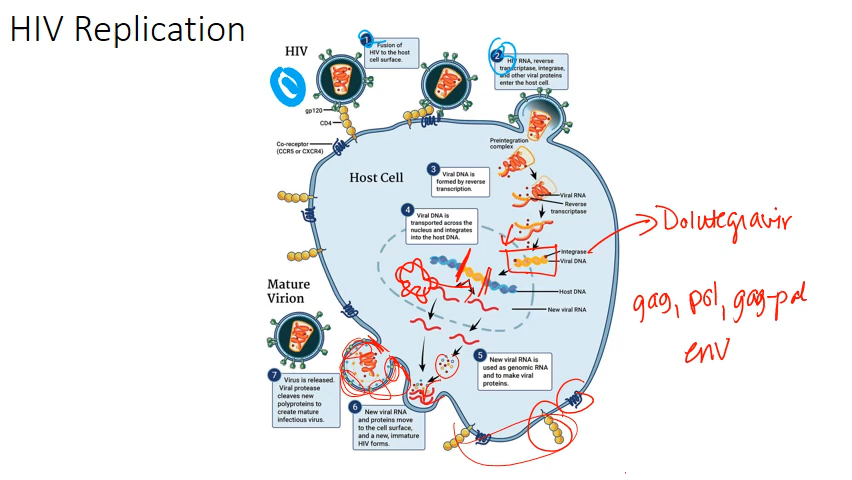 HIV Replication
HIV
1
Fusion of
HIV to the host
cell surface.
2
HIV RNA, reverse
transcriptase, integrase,
and other viral proteins
enter the host cell.
gp120
CD4
Co-receptor
(CCR5 or CXCR4)
Preintegration
complex
Host Cell
3
Viral DNA is
formed by reverse
transcription.
Viral RNA
Reverse
transcriptase
4
Viral DNA is
transported across the
nucleus and integrates
into the host DNA.
Integrase
Viral DNA
Dolutegravir
Host DNA
New viral RNA
gag, pol, gag-pol
env
Mature
Virion
5
New viral RNA is
used as genomic RNA
and to make viral
proteins.
7
Virus is released.
Viral protease
cleaves new
polyproteins to
create mature
infectious virus.
6
New viral RNA
and proteins move
to the cell surface,
and a new, immature
HIV forms.